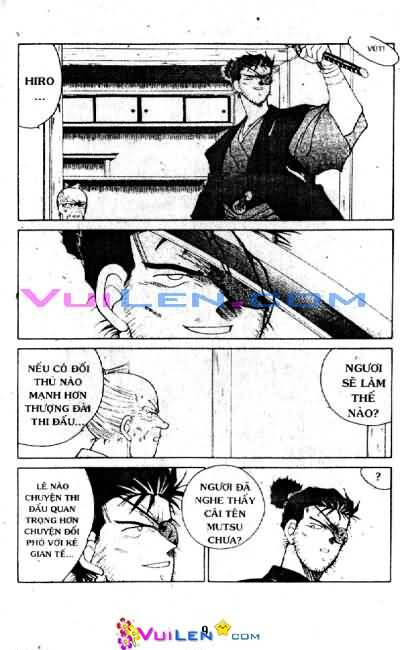 HIRO
...
VÚT!
VUILEN.COM
NẾU CÓ ĐỐI
THỦ NÀO
MẠNH HƠN
THƯỢNG ĐÀI
THI ĐẤU...
NGƯƠI
SẼ LÀM
THẾ
NÀO?
LẼ NÀO
CHUYỆN THI
ĐẤU QUAN
TRỌNG HƠN
CHUYỆN ĐỐI
PHÓ VỚI KẺ
GIAN TẾ...
NGƯƠI ĐÃ
NGHE THẤY
CÁI TÊN
MUTSU
CHƯA?
?
9
VUILEN.COM